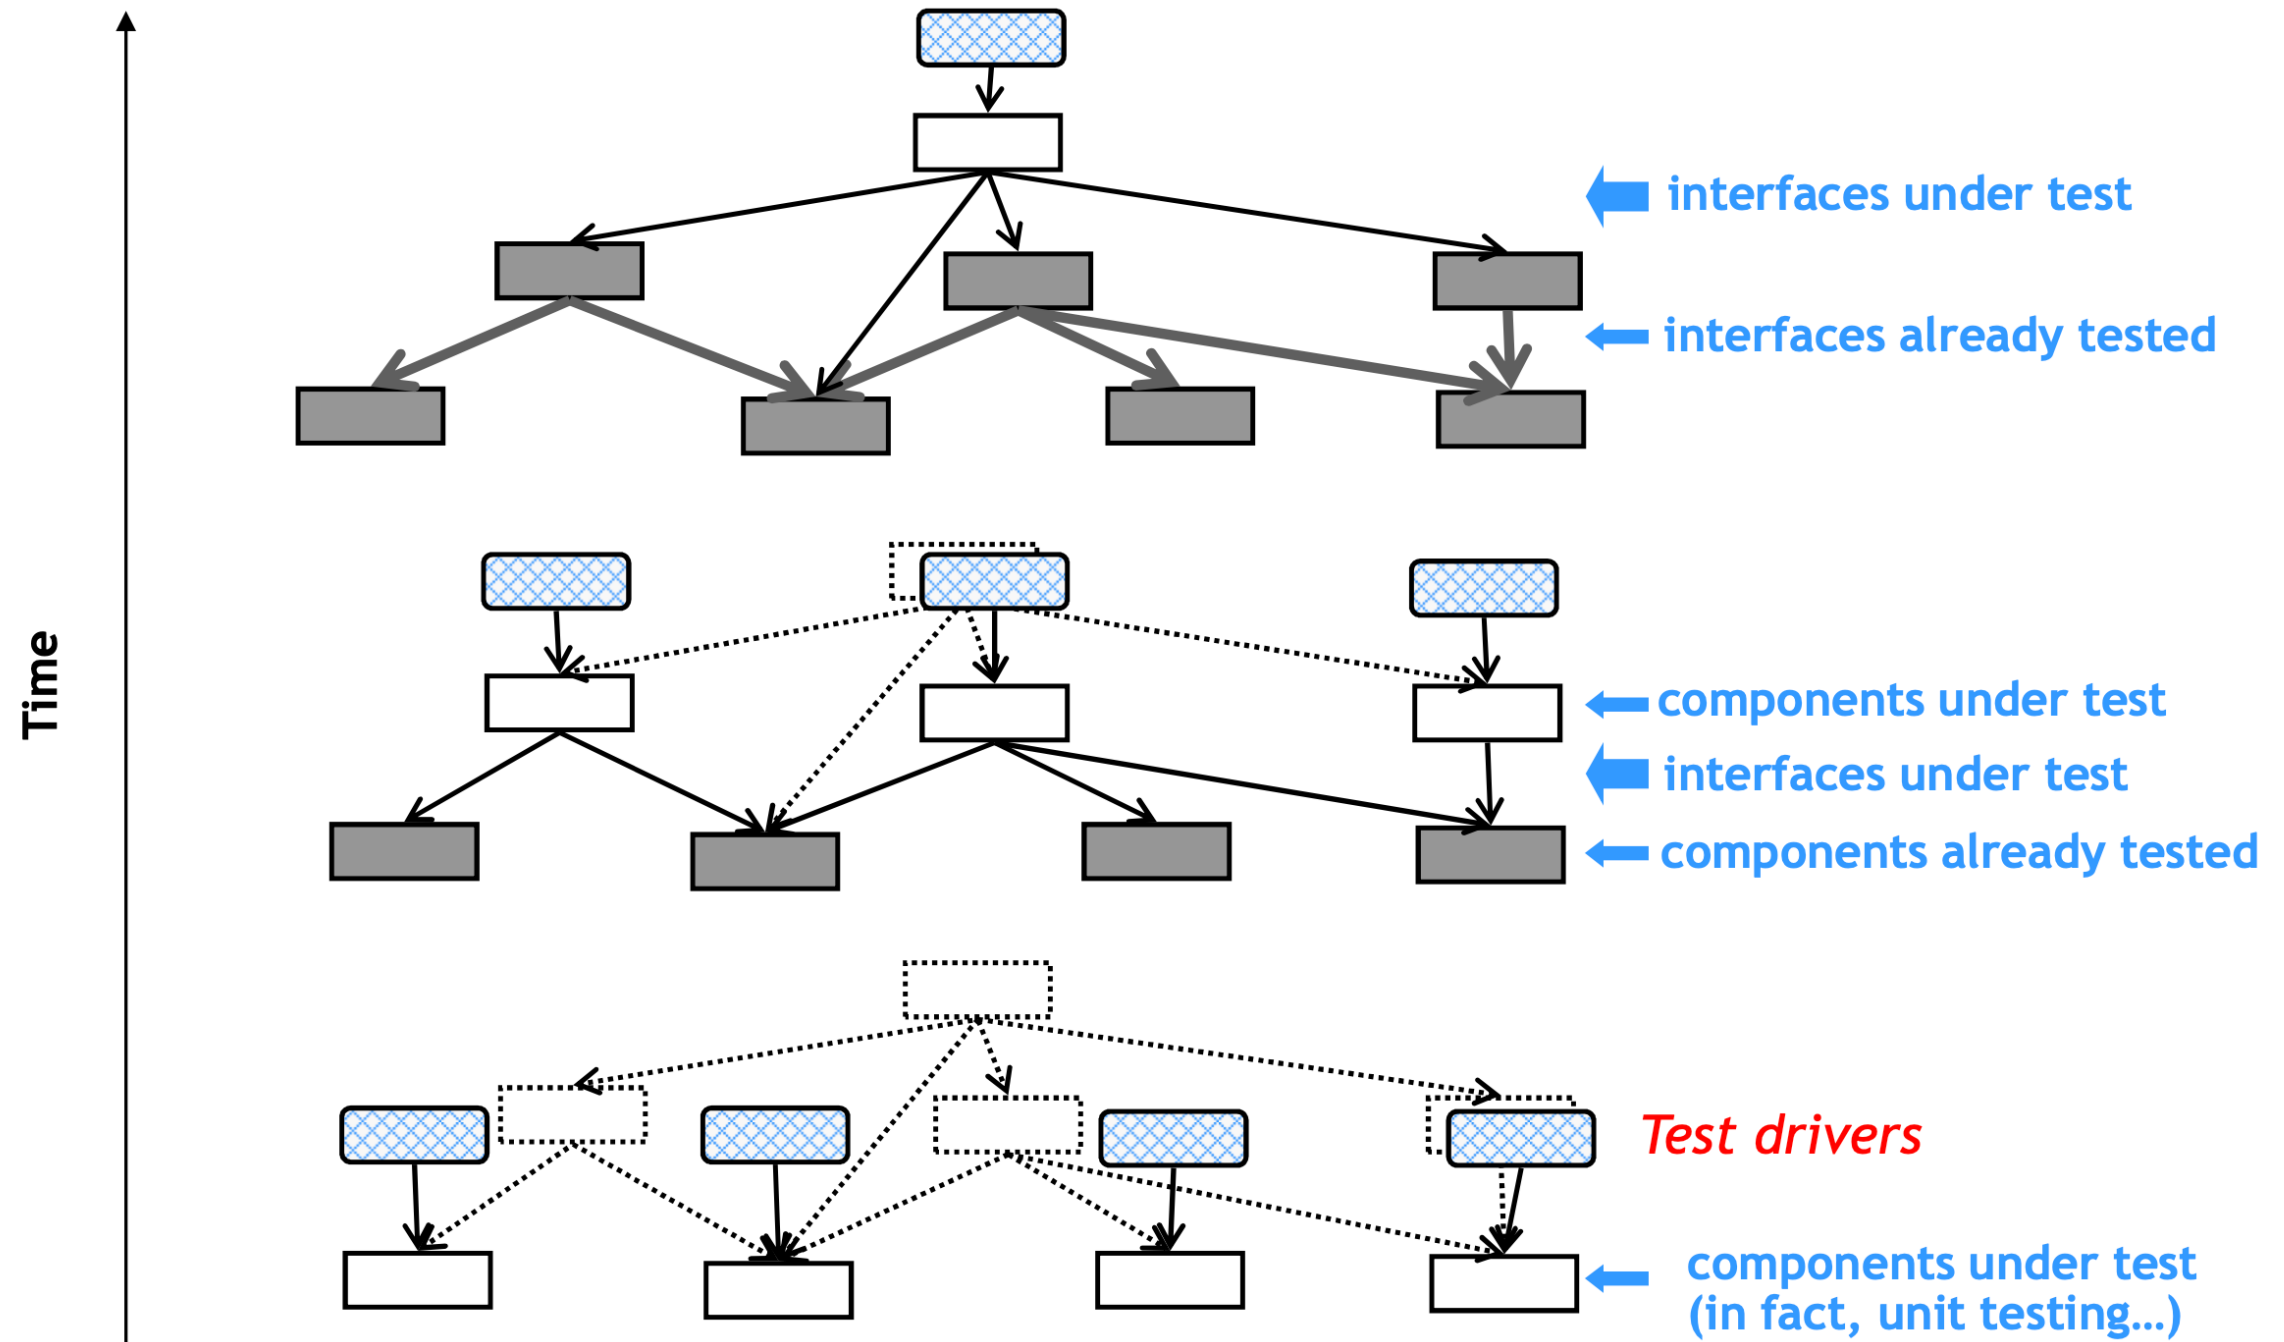 Time
interfaces under test
interfaces already tested
components under test
interfaces under test
components already tested
Test drivers
components under test
(in fact, unit testing...)